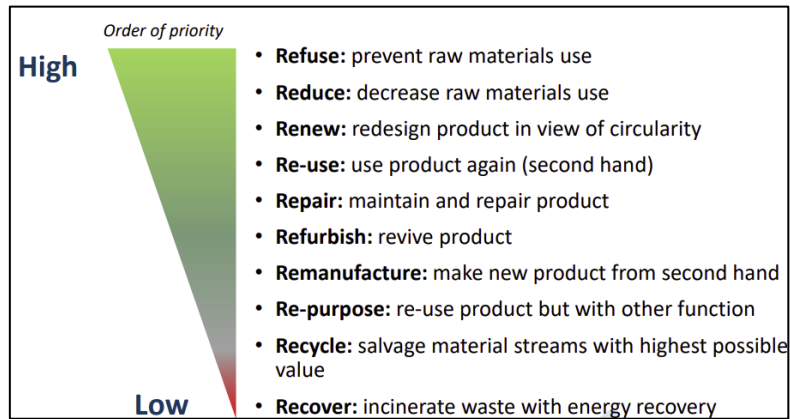 Order of priority
High
• Refuse: prevent raw materials use
• Reduce: decrease raw materials use
• Renew: redesign product in view of circularity
• Re-use: use product again (second hand)
• Repair: maintain and repair product
• Refurbish: revive product
• Remanufacture: make new product from second hand
• Re-purpose: re-use product but with other function
• Recycle: salvage material streams with highest possible
value
Low
• Recover: incinerate waste with energy recovery